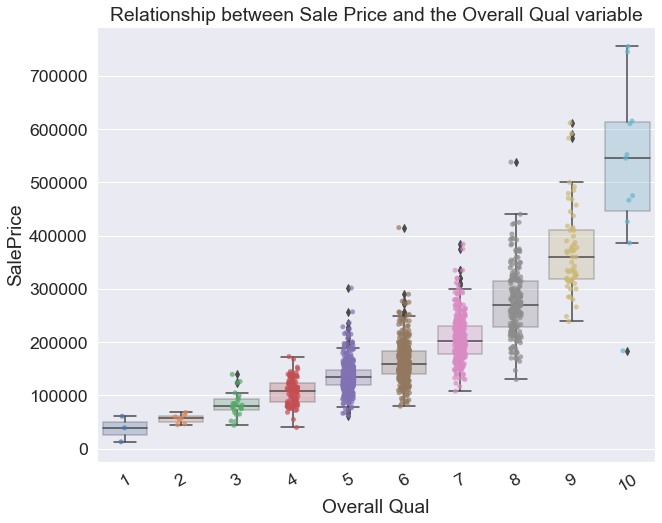 Relationship between Sale Price and the Overall Qual variable
700000
600000
500000
400000
300000
200000
100000
0
SalePrice
1 2 3 4 5 6 7 8 9 10
Overall Qual